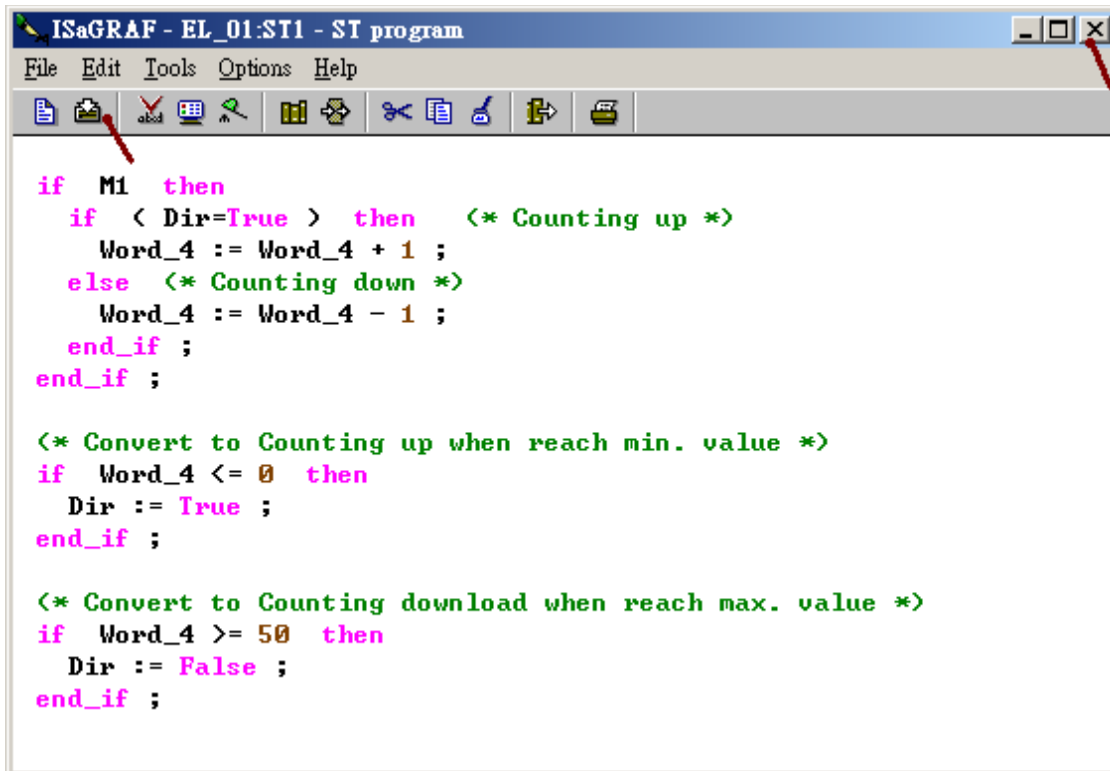 ISaGRAF - EL_01:ST1 - ST program
File Edit Tools Options Help
if M1 then
if ( Dir=True ) then (* Counting up *)
Word_4 := Word_4 + 1 ;
else (* Counting down *)
Word_4 := Word_4 - 1 ;
end_if ;
end_if ;
(* Convert to Counting up when reach min. value *)
if Word_4 <= 0 then
Dir := True ;
end_if ;
(* Convert to Counting download when reach max. value *)
if Word_4 >= 50 then
Dir := False ;
end_if ;